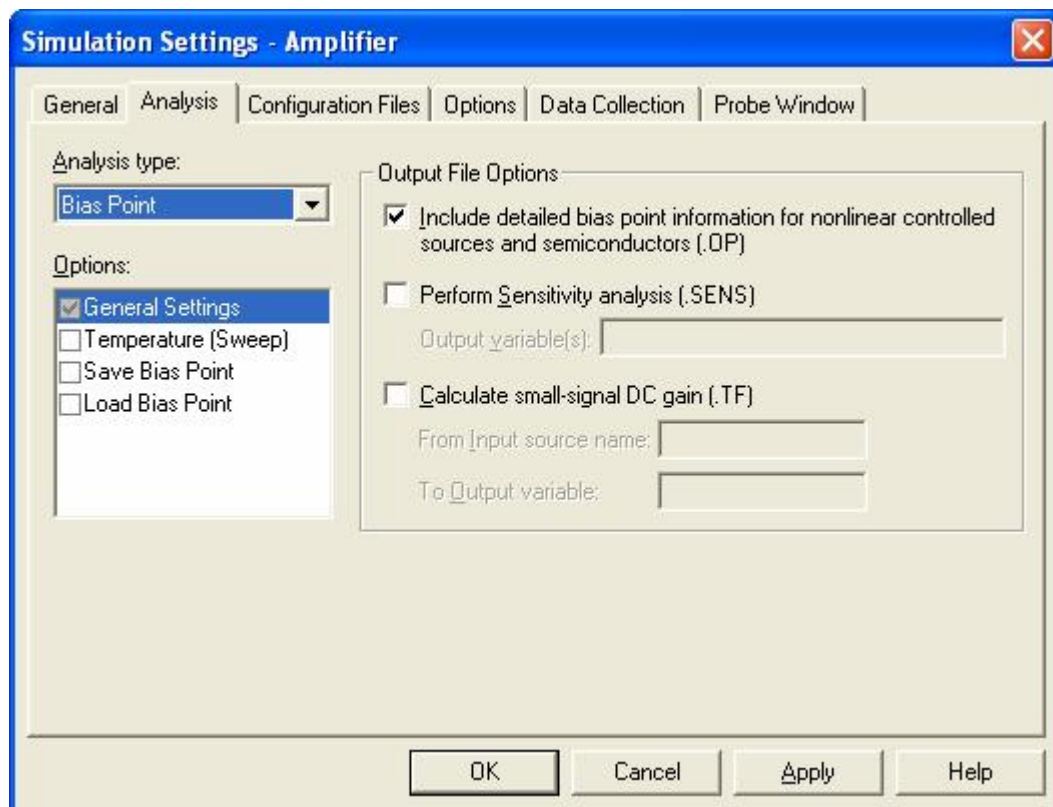 Simulation Settings - Amplifier
General
Analysis
Configuration Files
Options
Data Collection
Probe Window
Analysis type:
Bias Point
Options:
General Settings
Temperature (Sweep)
Save Bias Point
Load Bias Point
Output File Options
Include detailed bias point information for nonlinear controlled
sources and semiconductors (.OP)
Perform Sensitivity analysis (.SENS)
Output variable(s):
Calculate small-signal DC gain (.TF)
From Input source name:
To Output variable:
OK
Cancel
Apply
Help